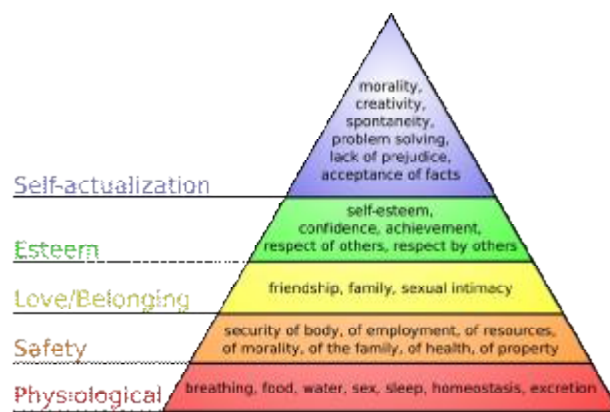 morality,
creativity,
spontaneity,
problem solving,
lack of prejudice,
acceptance of facts
Self-actualization
self-esteem,
confidence, achievement,
respect of others, respect by others
Esteem
friendship, family, sexual intimacy
Love/Belonging
security of body, of employment, of resources,
of morality, of the family, of health, of property
Safety
breathing, food, water, sex, sleep, homeostasis, excretion
Physiological